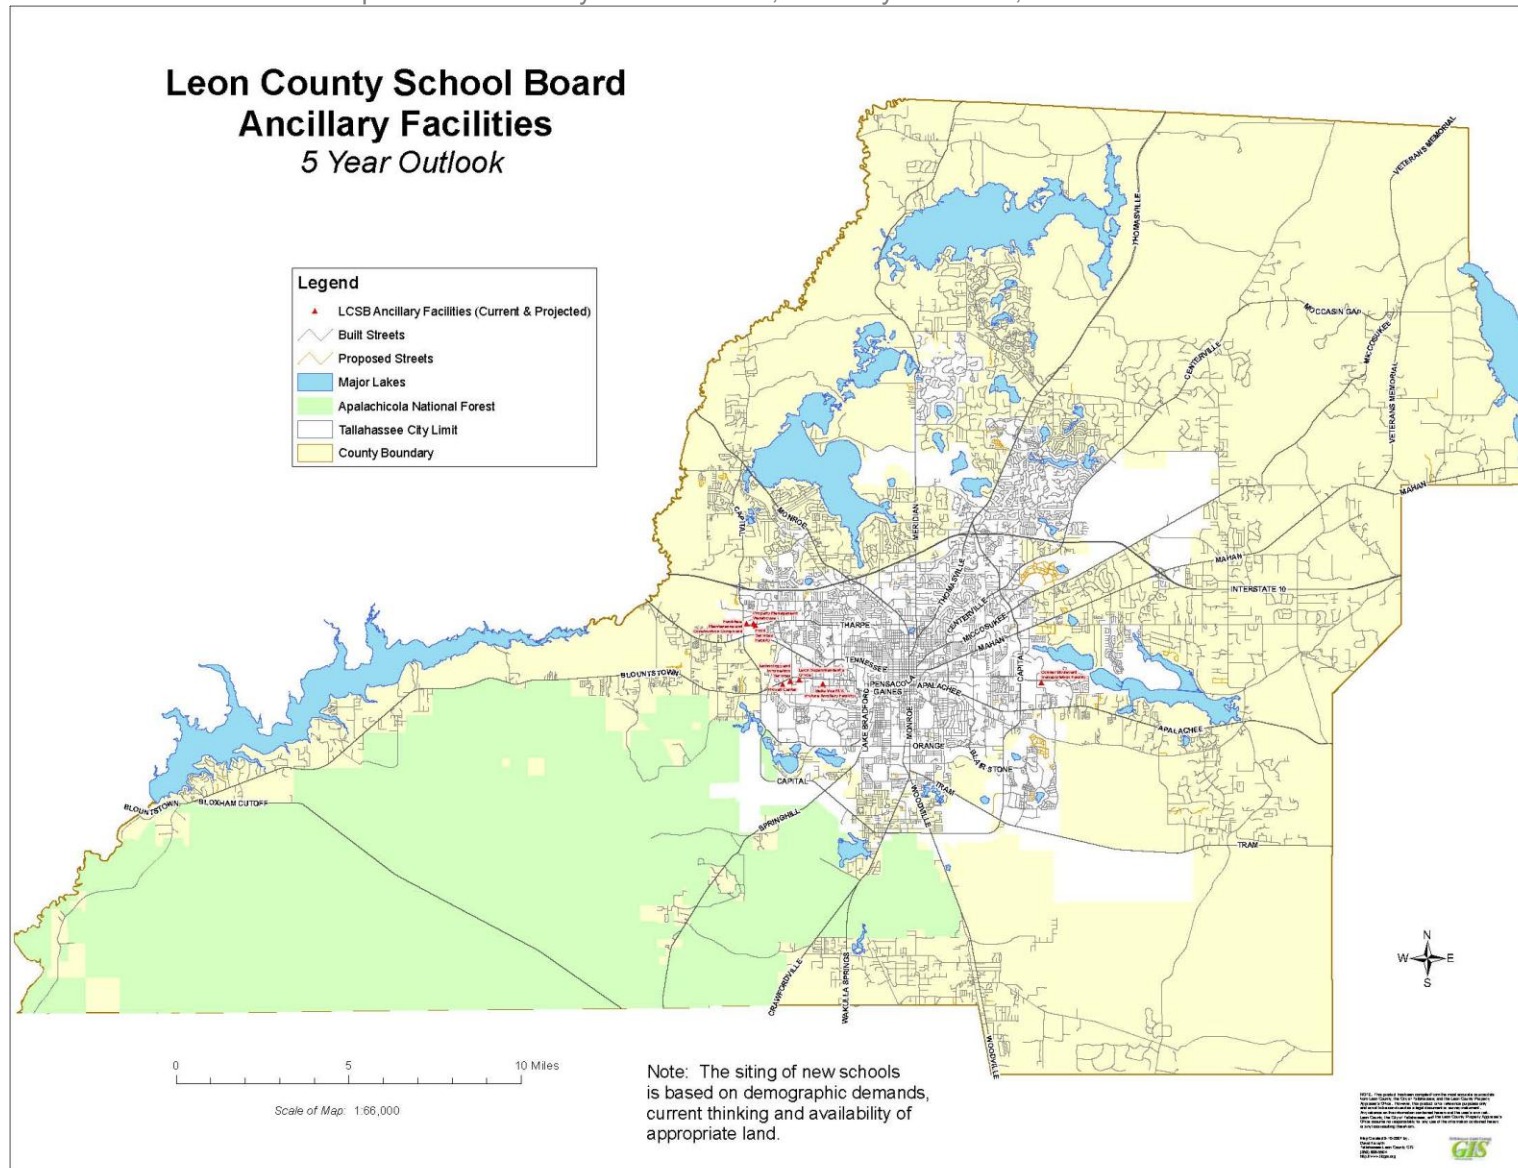 Leon County School Board
Ancillary Facilities
5 Year Outlook
Legend
LCSB Ancillary Facilities (Current & Projected)
Built Streets
Proposed Streets
Major Lakes
Apalachicola National Forest
Tallahassee City Limit
County Boundary
VETERANS MEMORIAL
THOMASVILLE
MOCCASIN GAP
MICCOSUKEE
CENTERVILLE
VETERANS MEMORIAL
MAHAN
CAPITAL
MONROE
MERIDIAN
MAHAN
INTERSTATE 10
THOMASVILLE
CENTERVILLE
MICCOSUKEE
MAHAN
THARPE
TENNESSEE
BLOUNTSTOWN
PENSACOLA
GAINES
APALACHEE
CAPITAL
LAKE BRADFORD
MONROE
ORANGE
BLAIR STONE
APALACHEE
CAPITAL
TRAM
WOODVILLE
SPRINGHILL
BLOUNTSTOWN
BLOXHAM CUTOFF
TRAM
CRAWFORDVILLE
WAKULLA SPRINGS
WOODVILLE
N
W
E
S
0
5
10 Miles
Scale of Map: 1:66,000
Note: The siting of new schools
is based on demographic demands,
current thinking and availability of
appropriate land.
GIS